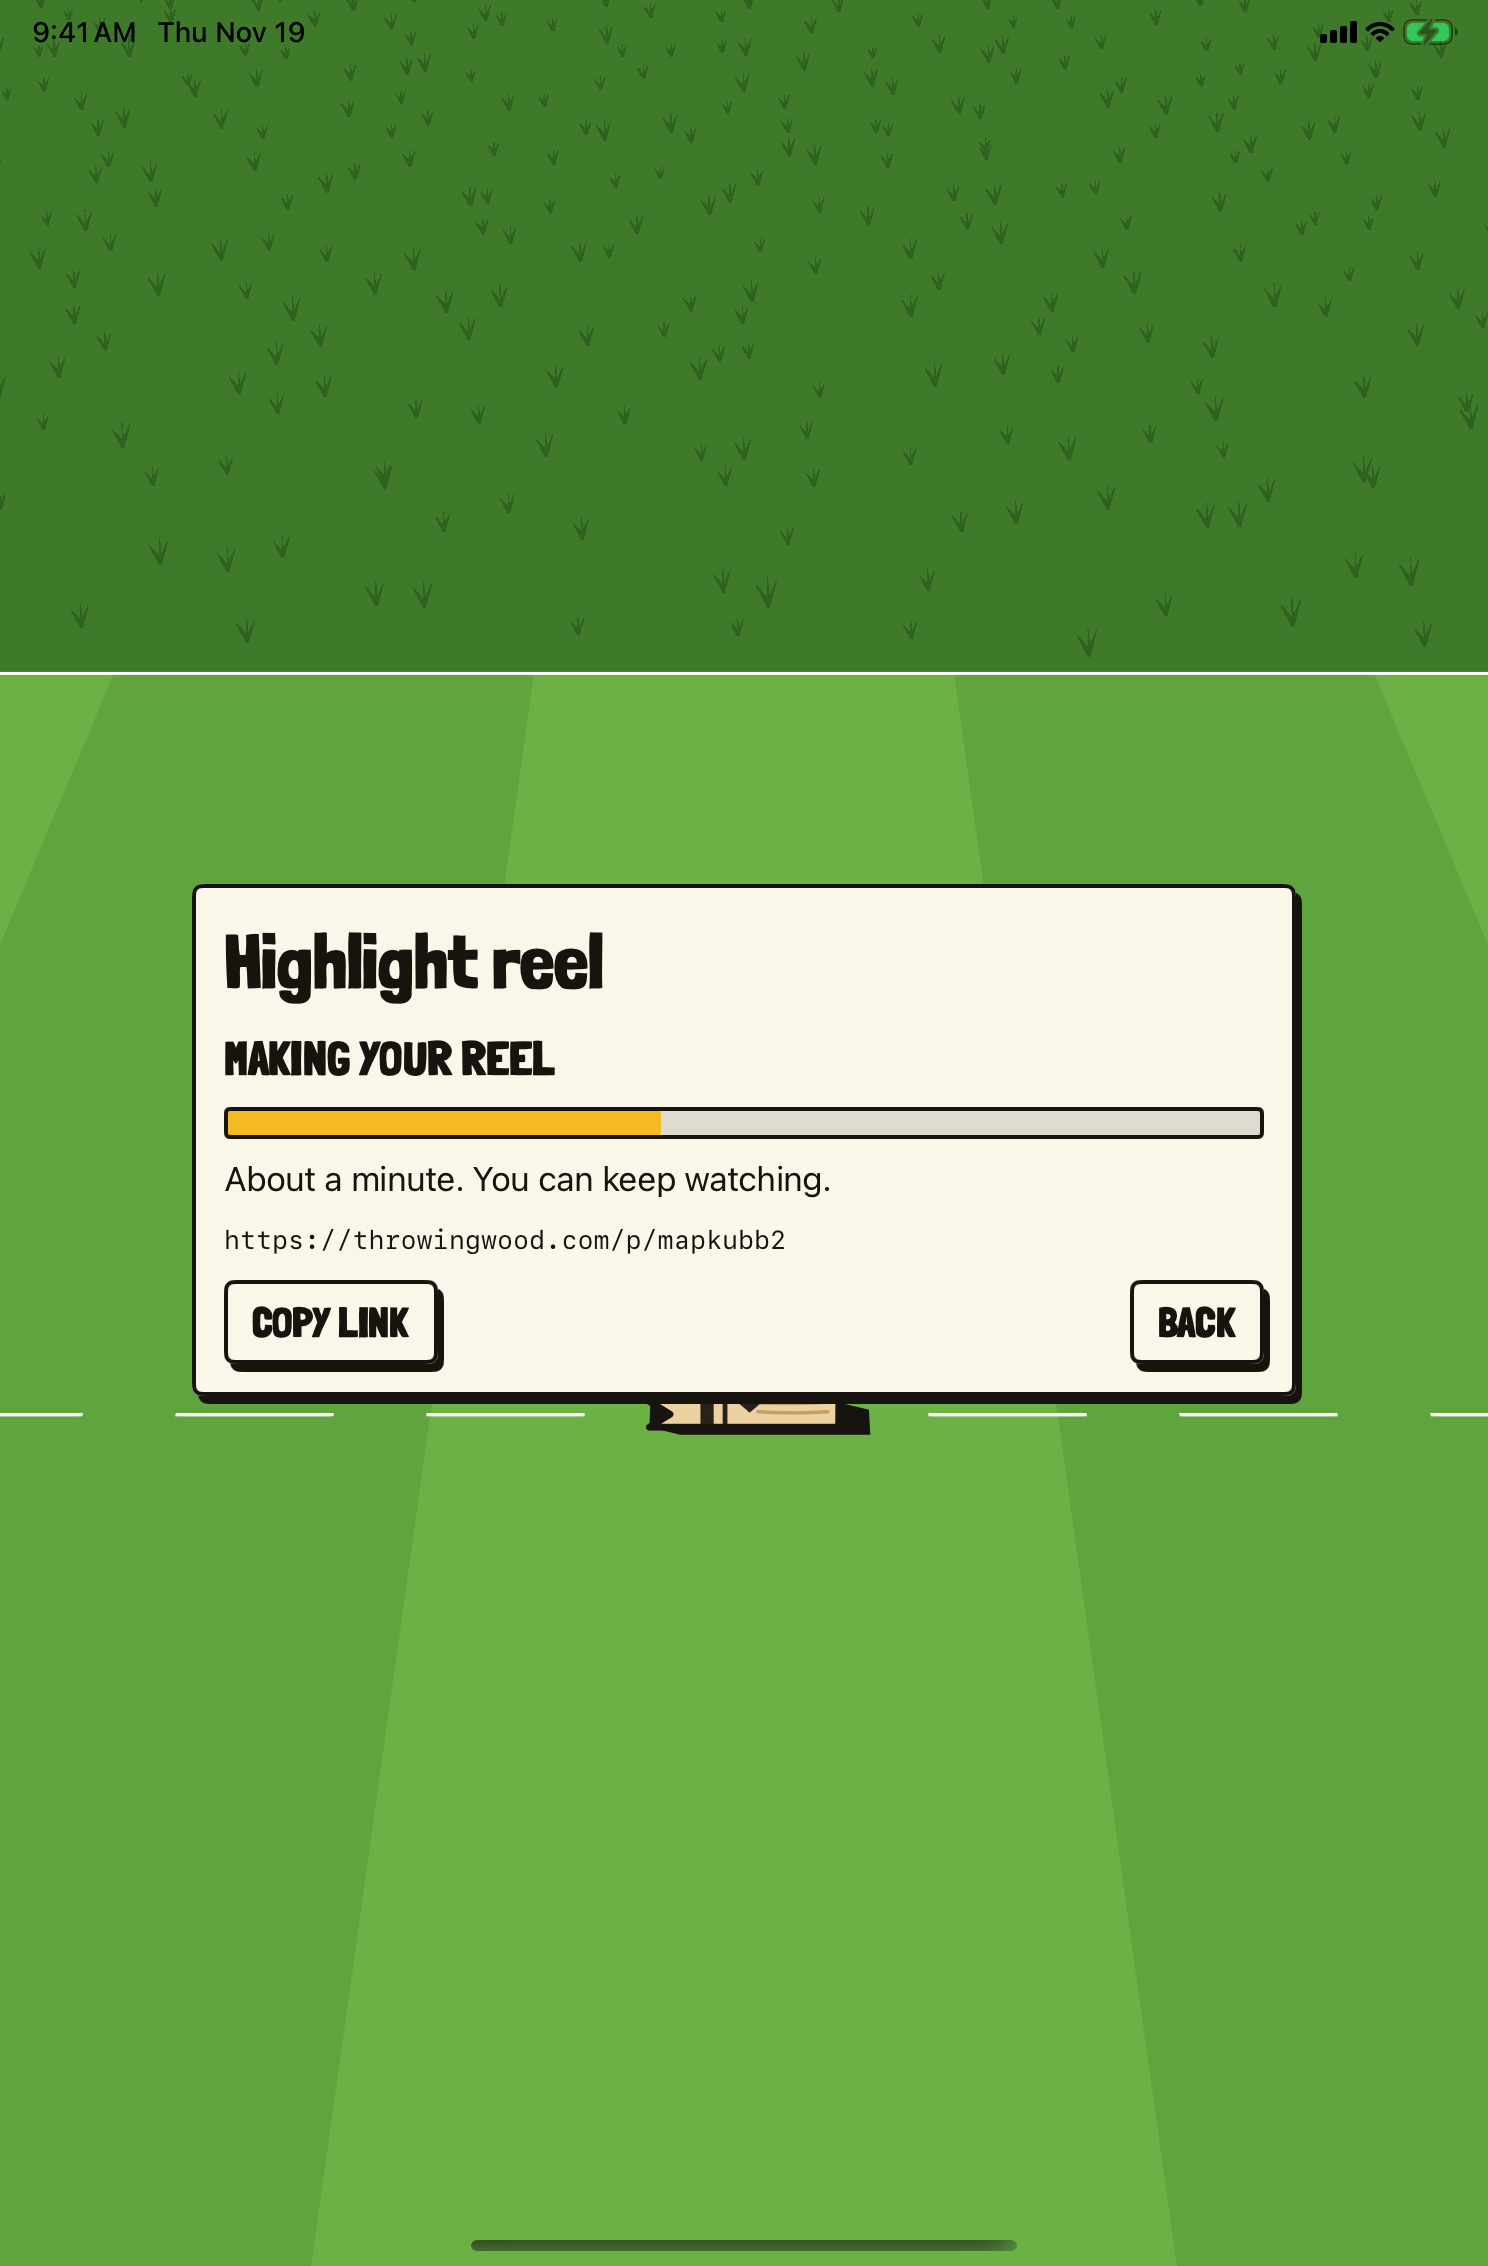 9:41 AM Thu Nov 19
Highlight reel
MAKING YOUR REEL
About a minute. You can keep watching.
https://throwingwood.com/p/mapkubb2
COPY LINK
BACK